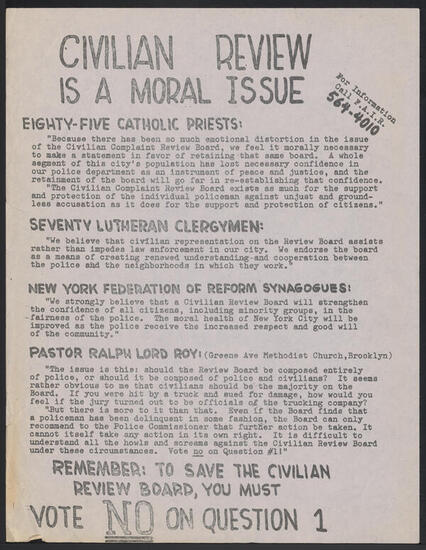 CIVILIAN REVIEW
IS A MORAL ISSUE
For Information
Call F.A.I.R.
564-4010
EIGHTY-FIVE CATHOLIC PRIESTS:
"Because there has been so much emotional distortion in the issue
of the Civilian Complaint Review Board, we feel it morally necessary
to make a statement in favor of retaining that same board. A whole
segment of this city's population has lost necessary confidence in
our police department as an instrument of peace and justice, and the
retainment of the board will go far in re-establishing that confidence.
"The Civilian Complaint Review Board exists as much for the support
and protection of the individual policeman against unjust and ground-
less accusation as it does for the support and protection of citizens."
SEVENTY LUTHERAN CLERGYMEN:
"We believe that civilian representation on the Review Board assists
rather than impedes law enforcement in our city. We endorse the board
as a means of creating renewed understanding and cooperation between
the police and the neighborhoods in which they work."
NEW YORK FEDERATION OF REFORM SYNAGOGUES:
"We strongly believe that a Civilian Review Board will strengthen
the confidence of all citizens, including minority groups, in the
fairness of the police. The moral health of New York City will be
improved as the police receive the increased respect and good will
of the community."
PASTOR RALPH LORD ROY: (Greene Ave Methodist Church, Brooklyn)
"The issue is this: should the Review Board be composed entirely
of police, or should it be composed of police and civilians? It seems
rather obvious to me that civilians should be the majority on the
Board. If you were hit by a truck and sued for damage, how would you
feel if the jury turned out to be officials of the trucking company?
"But there is more to it than that. Even if the Board finds that
a policeman has been delinquent in some fashion, the Board can only
recommend to the Police Commissioner that further action be taken. It
cannot itself take any action in its own right. It is difficult to
understand all the howls and screams against the Civilian Review Board
under these circumstances. Vote no on Question #1!"
REMEMBER: TO SAVE THE CIVILIAN
REVIEW BOARD, YOU MUST
VOTE NO ON QUESTION 1